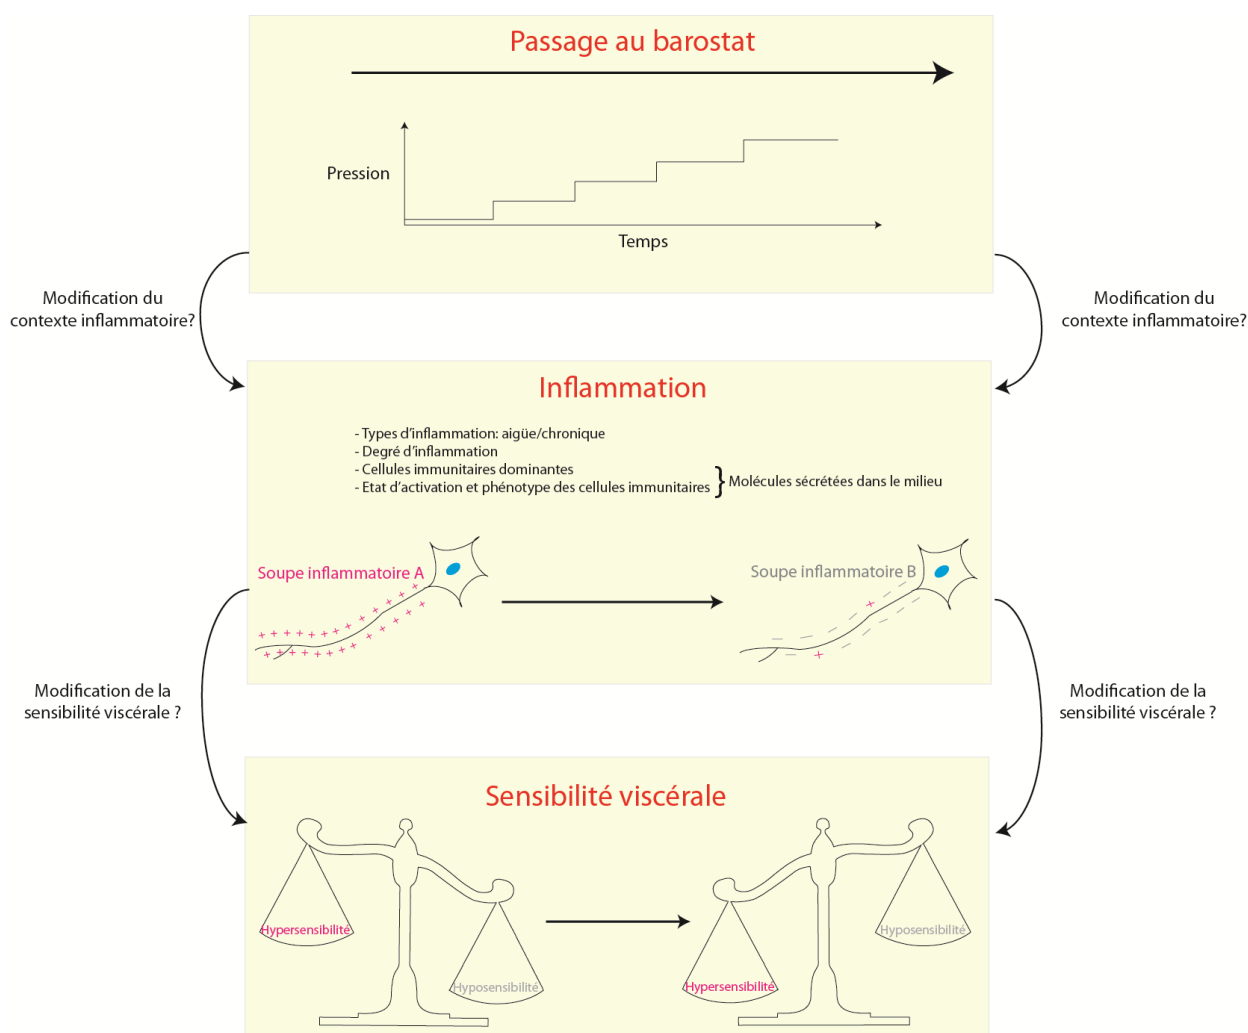 Passage au barostat
Pression
Temps
Modification du
contexte inflammatoire?
Modification du
contexte inflammatoire?
Inflammation
- Types d'inflammation: aigüe/chronique
- Degré d'inflammation
- Cellules immunitaires dominantes
- Etat d'activation et phénotype des cellules immunitaires
} Molécules sécrétées dans le milieu
Soupe inflammatoire A
Soupe inflammatoire B
Modification de la
sensibilité viscérale ?
Modification de la
sensibilité viscérale ?
Sensibilité viscérale
Hypersensibilité
Hyposensibilité
Hypersensibilité
Hyposensibilité